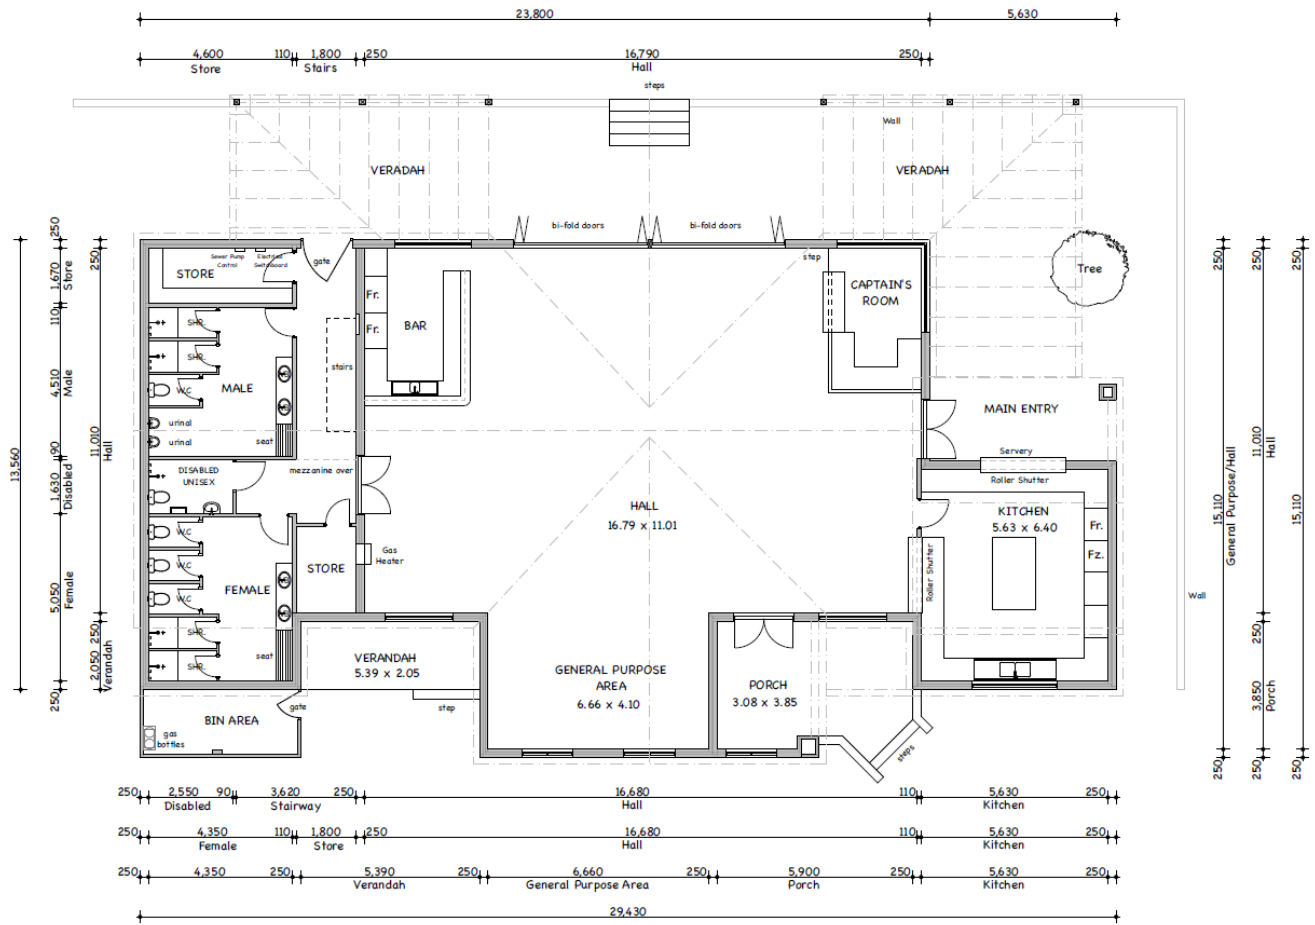 23,800 5,630
4,600 110 1,800 250 16,790 250
Store Stairs Hall
steps
Wall
VERADAH VERADAH
bi-fold doors bi-fold doors
250
250
1,670
Store
110
4,510
Male
90
11,010
Hall
1,630
Disabled
13,560
5,050
Female
250
2,050
Verandah
250
STORE
Sewer Pump
Control
Electrical
Switchboard
gate
step
Tree
CAPTAIN'S
ROOM
Fr.
Fr.
BAR
SHR.
SHR.
stairs
MALE
W.C
urinal
urinal
seat
MAIN ENTRY
Servery
Roller Shutter
mezzanine over
DISABLED
UNISEX
HALL
16.79 x 11.01
KITCHEN
5.63 x 6.40
Fr.
Fz.
Roller Shutter
W.C
W.C
W.C
Gas
Heater
STORE
FEMALE
SHR.
SHR.
seat
Wall
VERANDAH
5.39 x 2.05
GENERAL PURPOSE
AREA
6.66 x 4.10
PORCH
3.08 x 3.85
step
gate
BIN AREA
gas
bottles
steps
250
15,110
General Purpose/Hall
250
250
11,010
Hall
250
3,850
Porch
250
250
15,110
250
250 2,550 90 3,620 250 16,680 110 5,630 250
Disabled Stairway Hall Kitchen
250 4,350 110 1,800 250 16,680 110 5,630 250
Female Store Hall Kitchen
250 4,350 250 5,390 250 6,660 250 5,900 250 5,630 250
Verandah General Purpose Area Porch Kitchen
29,430